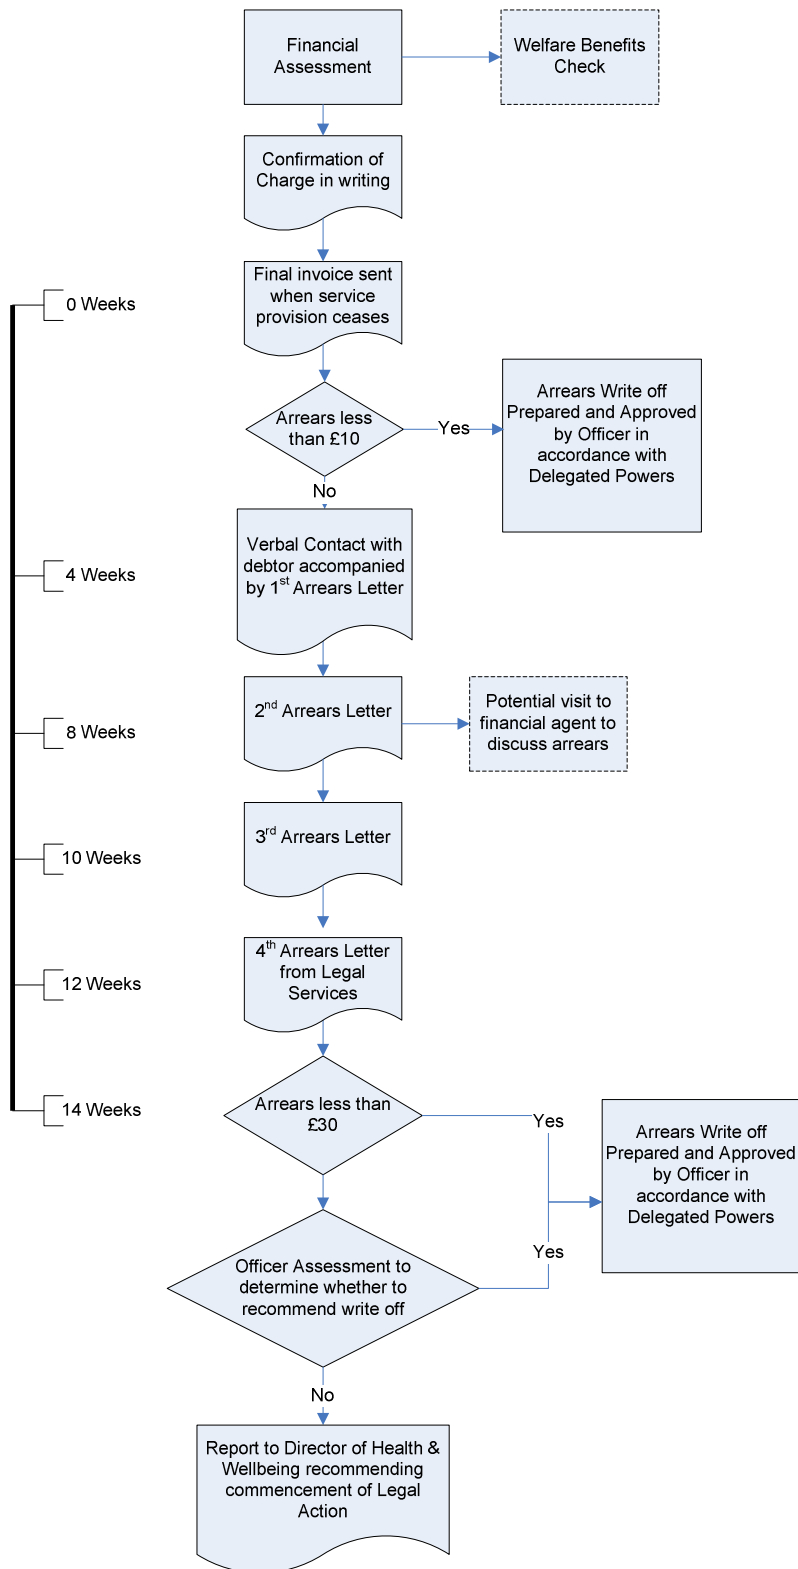 Financial
Assessment
Welfare Benefits
Check
Confirmation of
Charge in writing
Final invoice sent
when service
provision ceases
0 Weeks
Arrears less
than £10
Yes
Arrears Write off
Prepared and Approved
by Officer in
accordance with
Delegated Powers
No
Verbal Contact with
debtor accompanied
by 1st Arrears Letter
4 Weeks
2nd Arrears Letter
Potential visit to
financial agent to
discuss arrears
8 Weeks
3rd Arrears Letter
10 Weeks
4th Arrears Letter
from Legal
Services
12 Weeks
Arrears less than
£30
14 Weeks
Yes
Arrears Write off
Prepared and Approved
by Officer in
accordance with
Delegated Powers
Officer Assessment to
determine whether to
recommend write off
Yes
No
Report to Director of Health &
Wellbeing recommending
commencement of Legal
Action